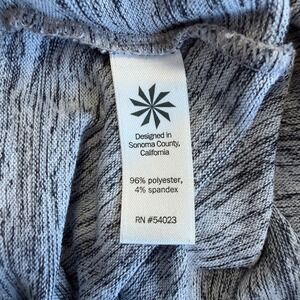 Designed in
Sonoma County,
California
96% polyester,
4% spandex
RN #54023